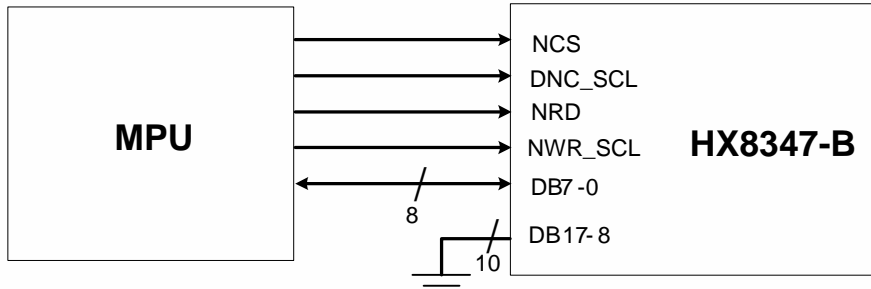 MPU
NCS
DNC_SCL
NRD
NWR_SCL
DB7-0
8
DB17-8
10
HX8347-B